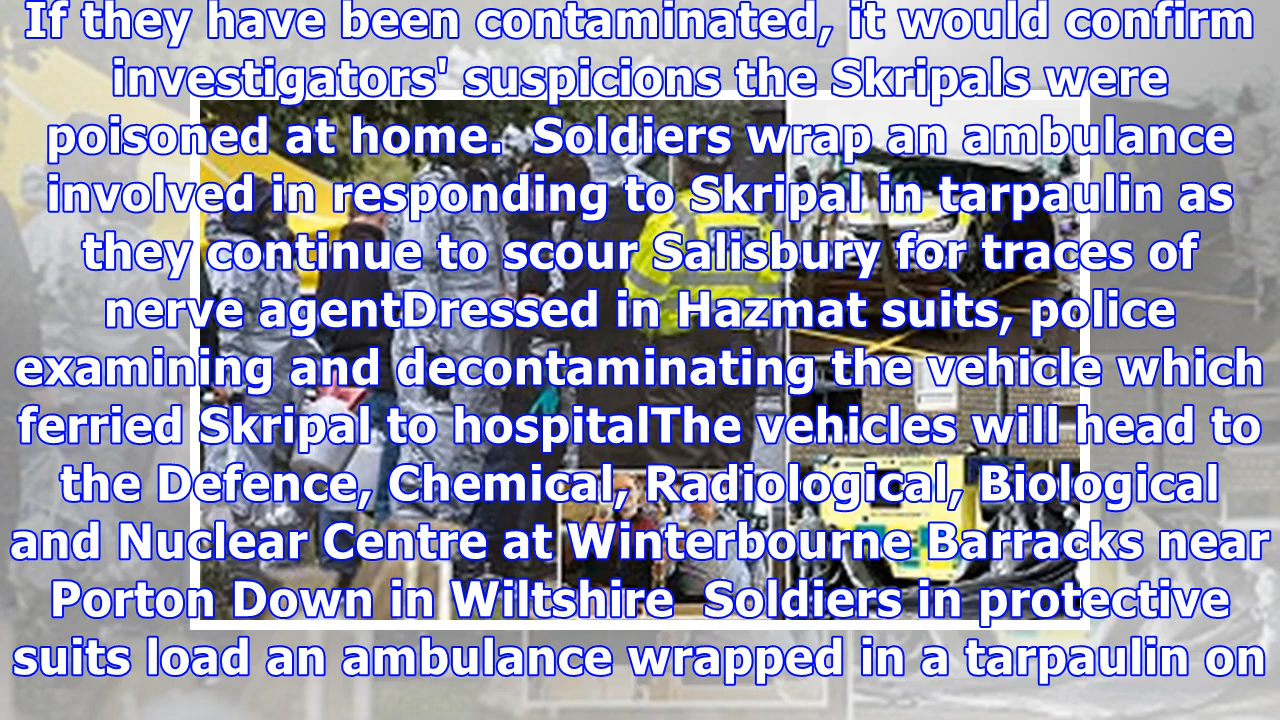 If they have been contaminated, it would confirm
investigators' suspicions the Skripals were
poisoned at home.  Soldiers wrap an ambulance
involved in responding to Skripal in tarpaulin as
they continue to scour Salisbury for traces of
nerve agentDressed in Hazmat suits, police
examining and decontaminating the vehicle which
ferried Skripal to hospitalThe vehicles will head to
the Defence, Chemical, Radiological, Biological
and Nuclear Centre at Winterbourne Barracks near
Porton Down in Wiltshire  Soldiers in protective
suits load an ambulance wrapped in a tarpaulin on